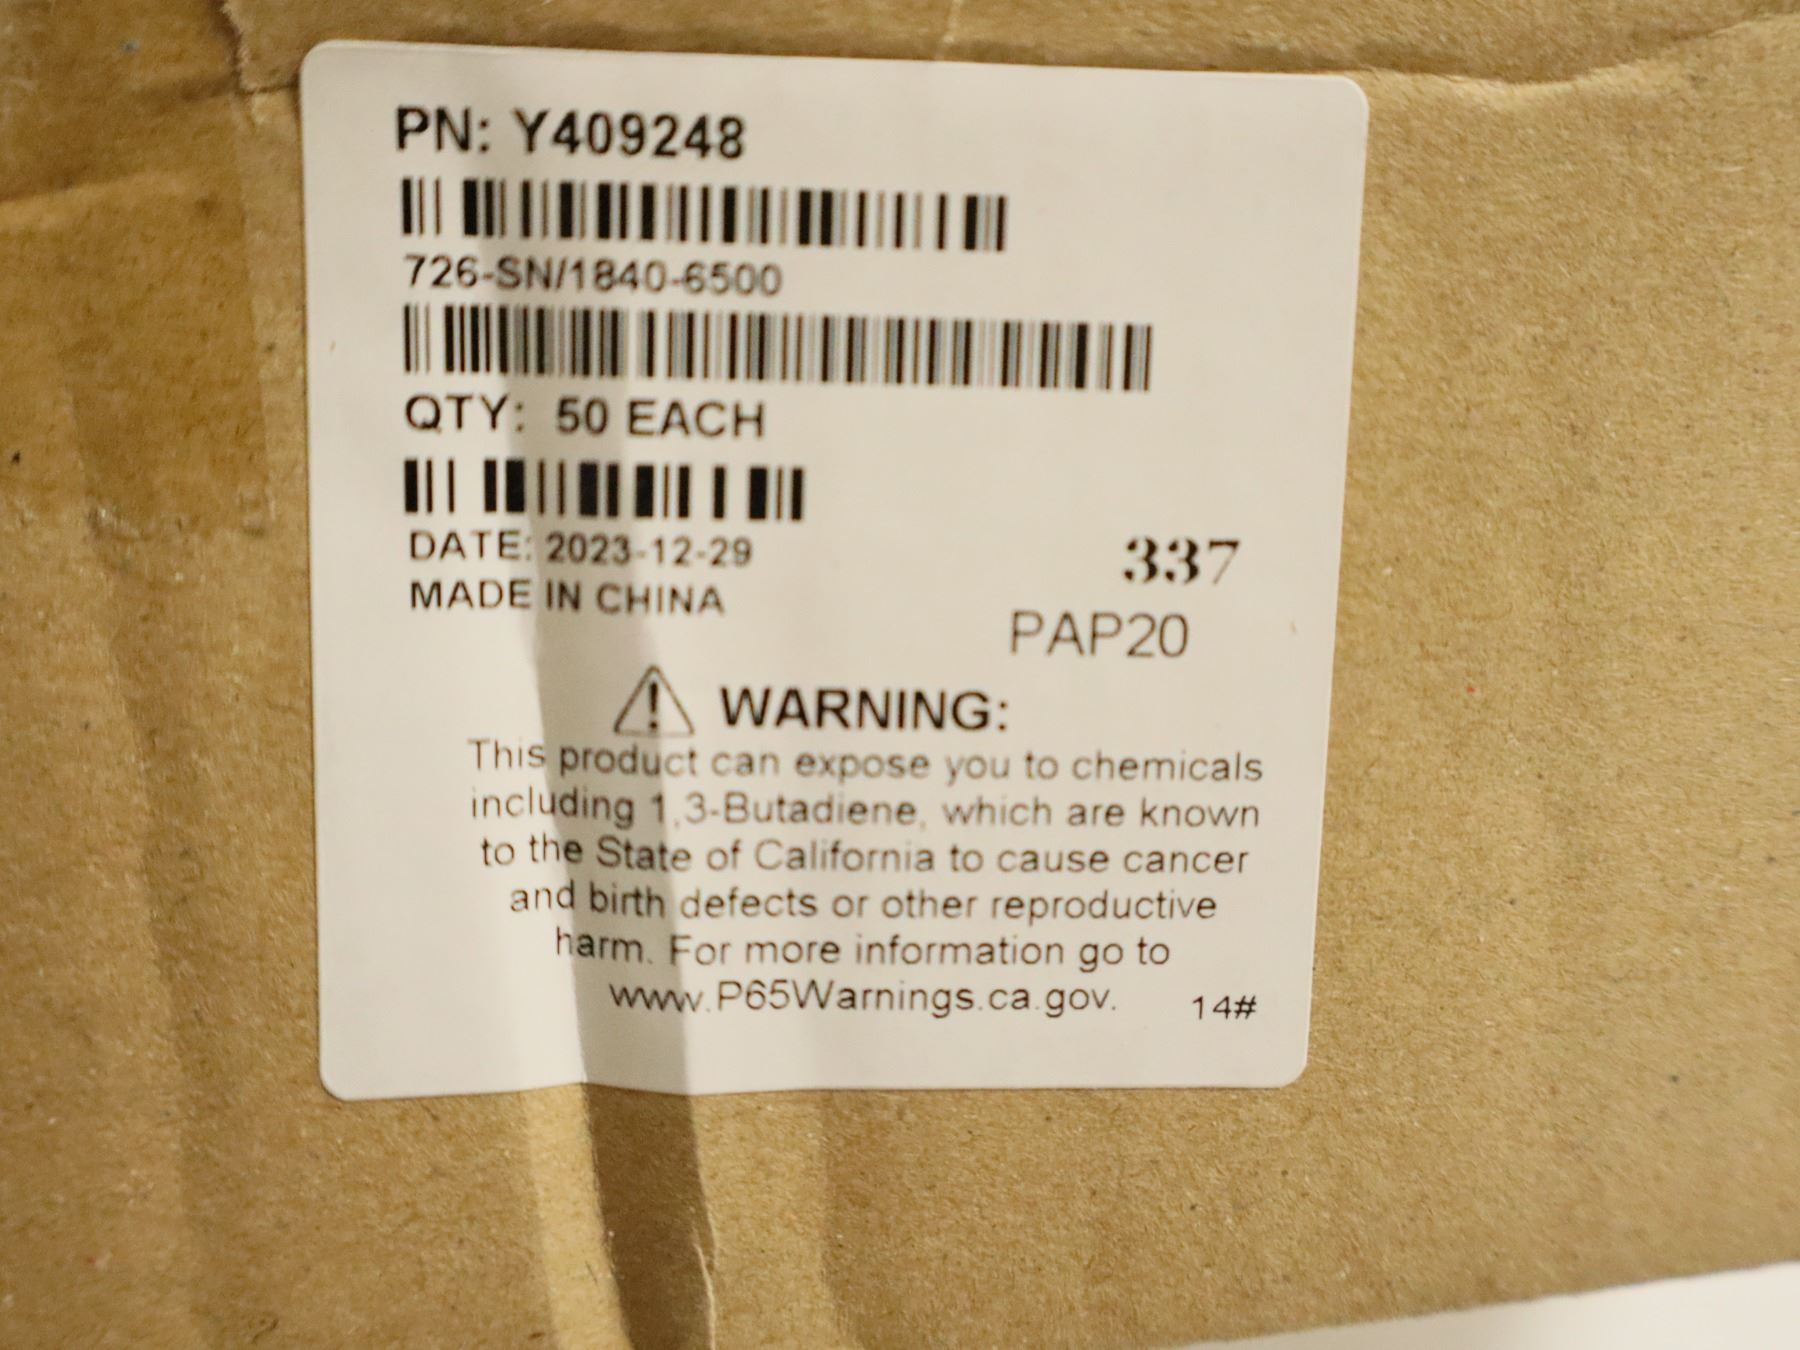 PN: Y409248
726-SN/1840-6500
QTY: 50 EACH
DATE: 2023-12-29
337
MADE IN CHINA
PAP20
WARNING:
This product can expose you to chemicals
including 1,3-Butadiene, which are known
to the State of California to cause cancer
and birth defects or other reproductive
harm. For more information go to
www.P65Warnings.ca.gov.
14#